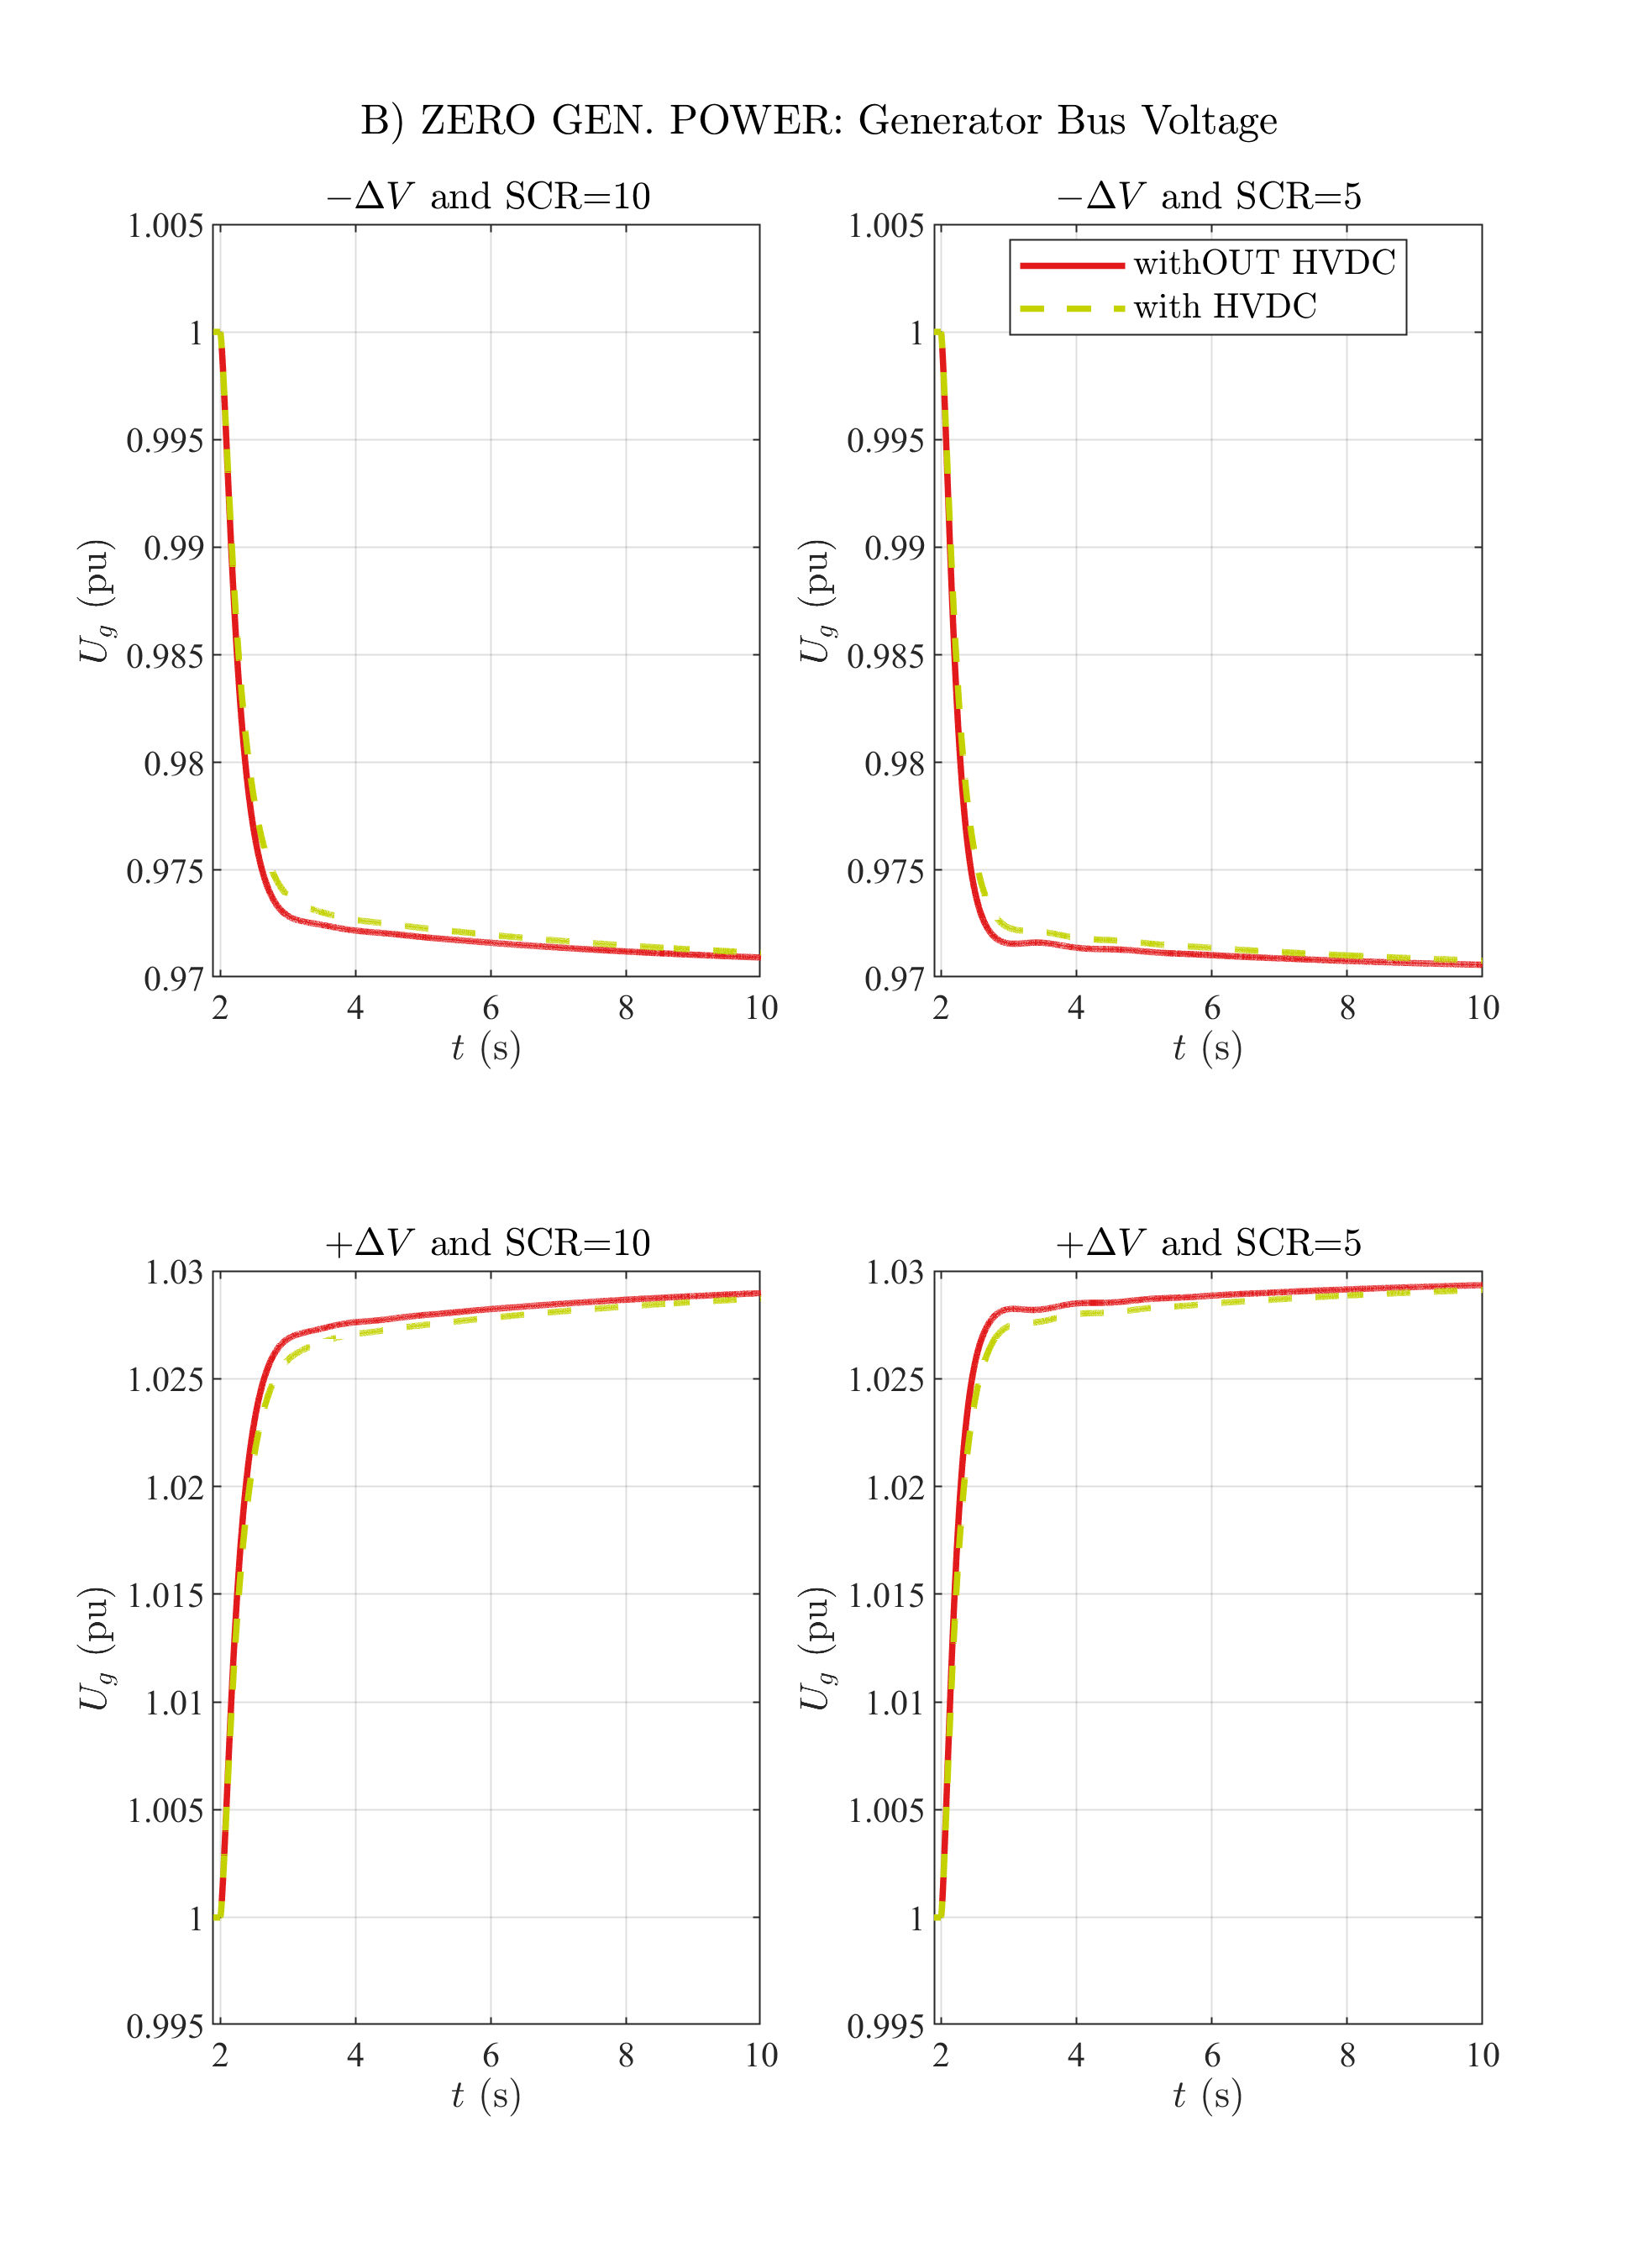 B) ZERO GEN. POWER: Generator Bus Voltage
−ΔV and SCR=10
1.005
1
0.995
0.99
0.985
0.98
0.975
0.97
U_g (pu)
2 4 6 8 10
t (s)
−ΔV and SCR=5
withOUT HVDC
with HVDC
1.005
1
0.995
0.99
0.985
0.98
0.975
0.97
U_g (pu)
2 4 6 8 10
t (s)
+ΔV and SCR=10
1.03
1.025
1.02
1.015
1.01
1.005
1
0.995
U_g (pu)
2 4 6 8 10
t (s)
+ΔV and SCR=5
1.03
1.025
1.02
1.015
1.01
1.005
1
0.995
U_g (pu)
2 4 6 8 10
t (s)